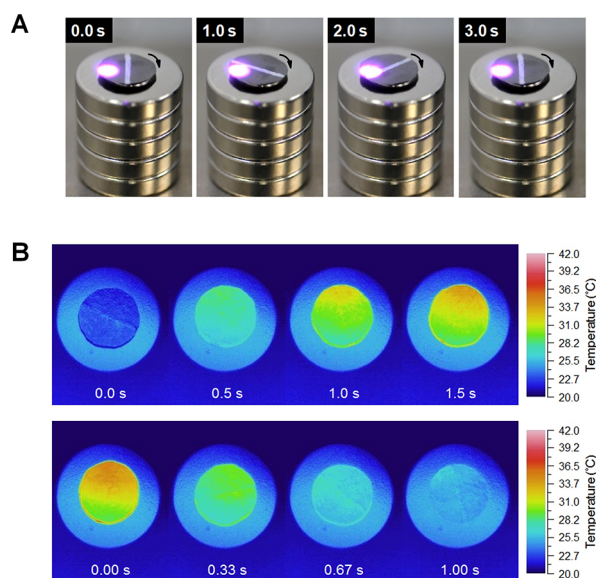 A
0.0 s
1.0 s
2.0 s
3.0 s
B
0.0 s
0.5 s
1.0 s
1.5 s
42.0
39.2
36.5
33.7
31.0
28.2
25.5
22.7
20.0
Temperature (°C)
0.00 s
0.33 s
0.67 s
1.00 s
42.0
39.2
36.5
33.7
31.0
28.2
25.5
22.7
20.0
Temperature (°C)